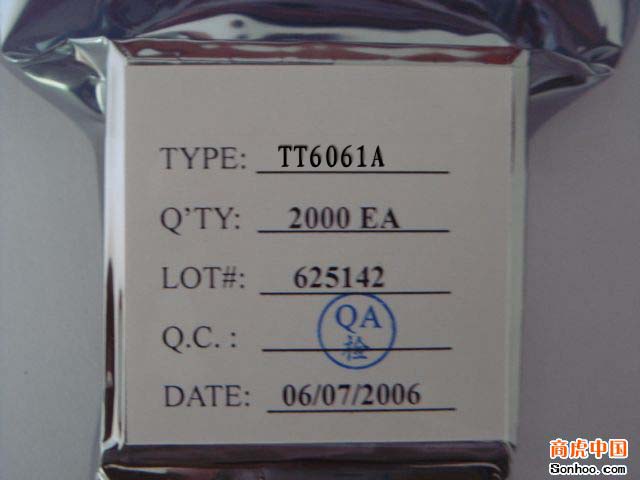 TYPE: TT6061A
Q'TY: 2000 EA
LOT#: 625142
Q.C. : QA
检
DATE: 06/07/2006
商虎中国
Sonhoo.com